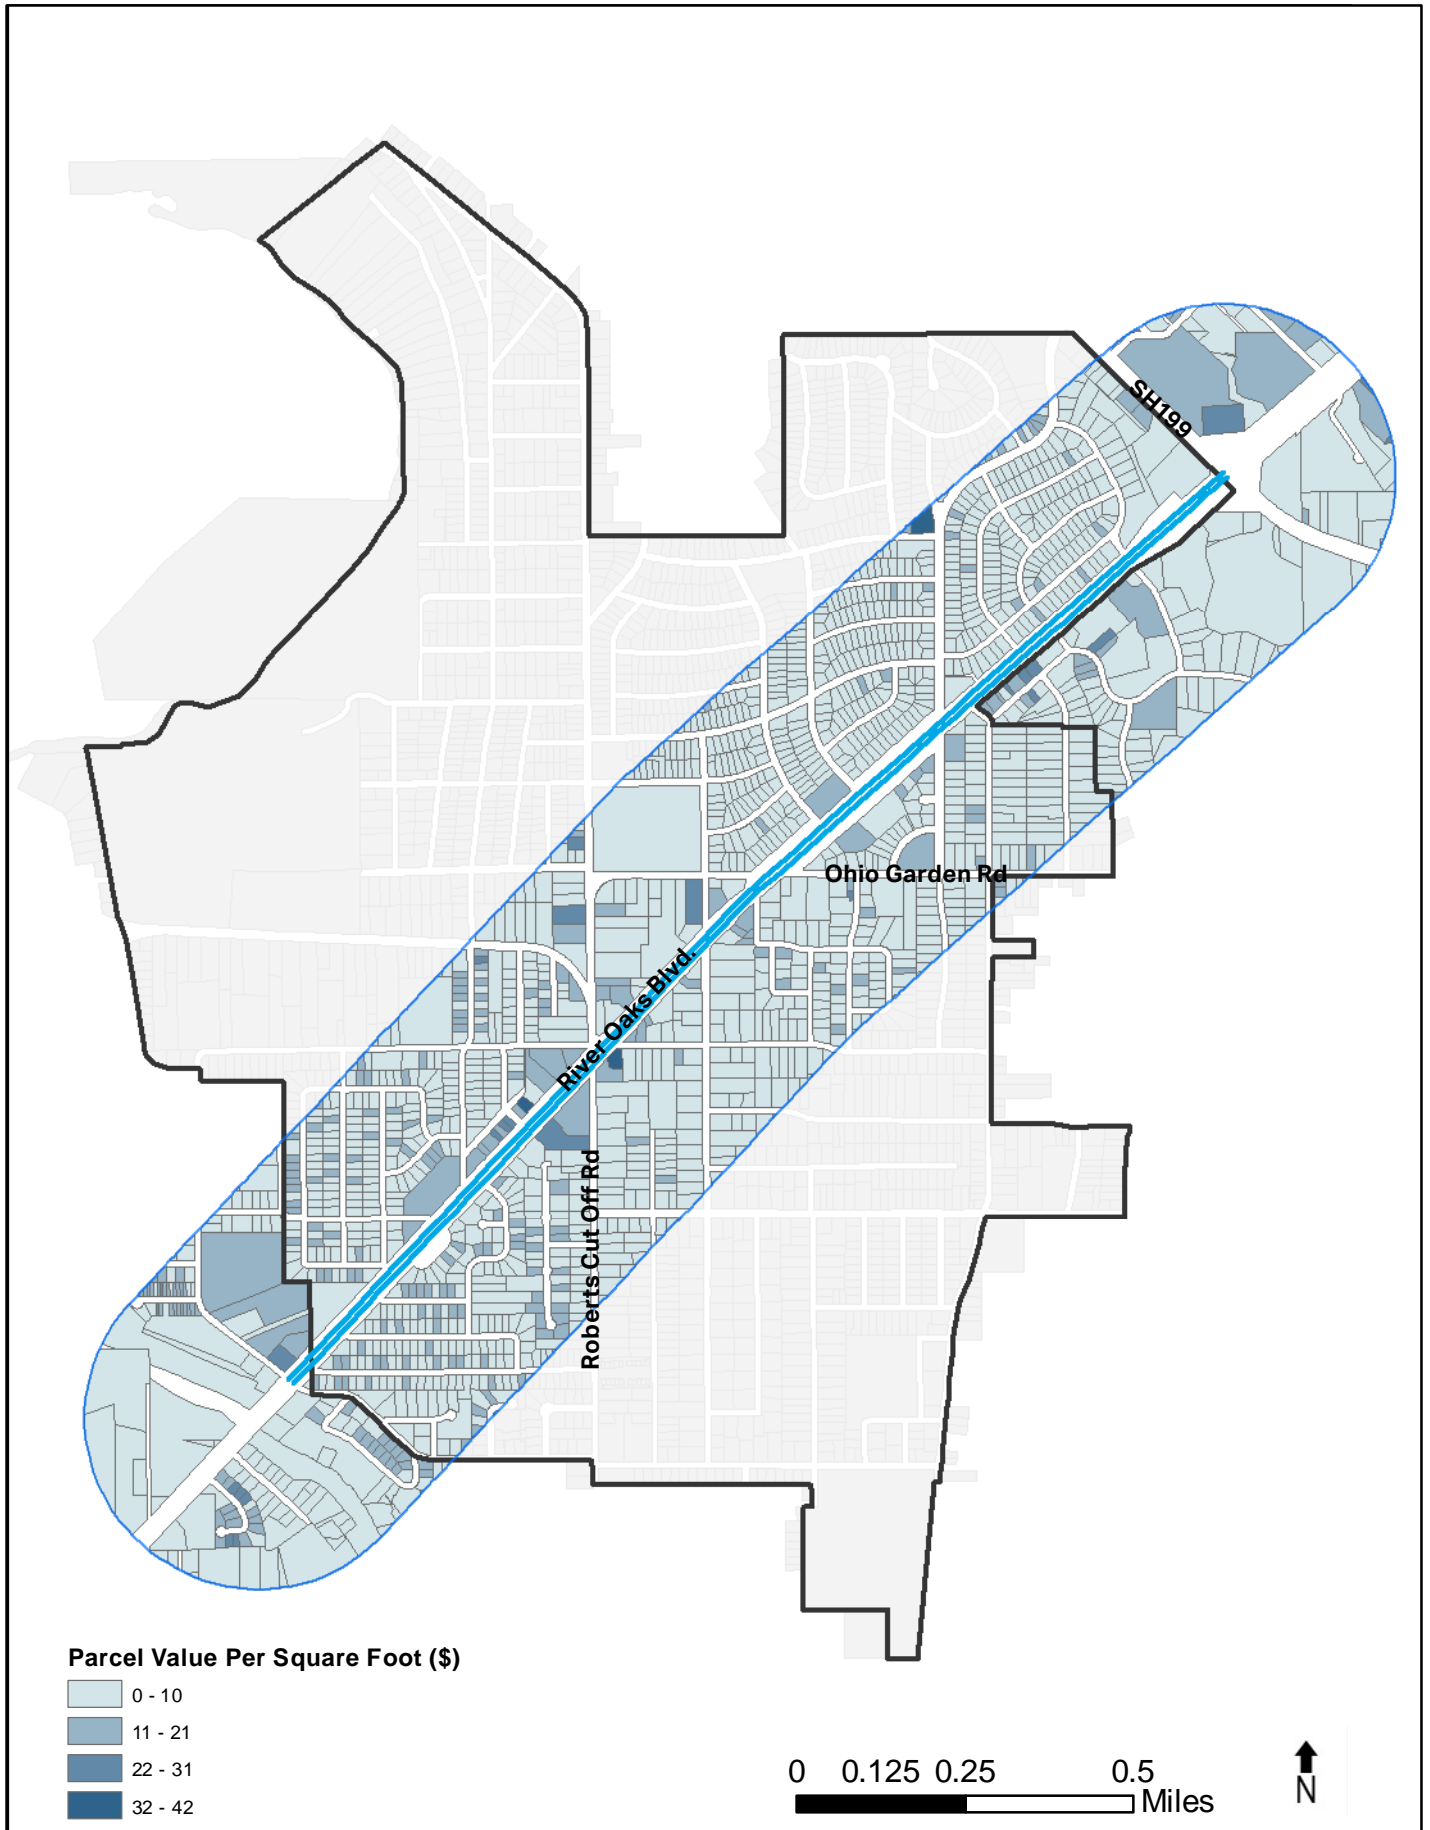 SH199
Ohio Garden Rd
River Oaks Blvd.
Roberts Cut Off Rd
Parcel Value Per Square Foot ($)
0 - 10
11 - 21
22 - 31
32 - 42
0 0.125 0.25 0.5
Miles
N